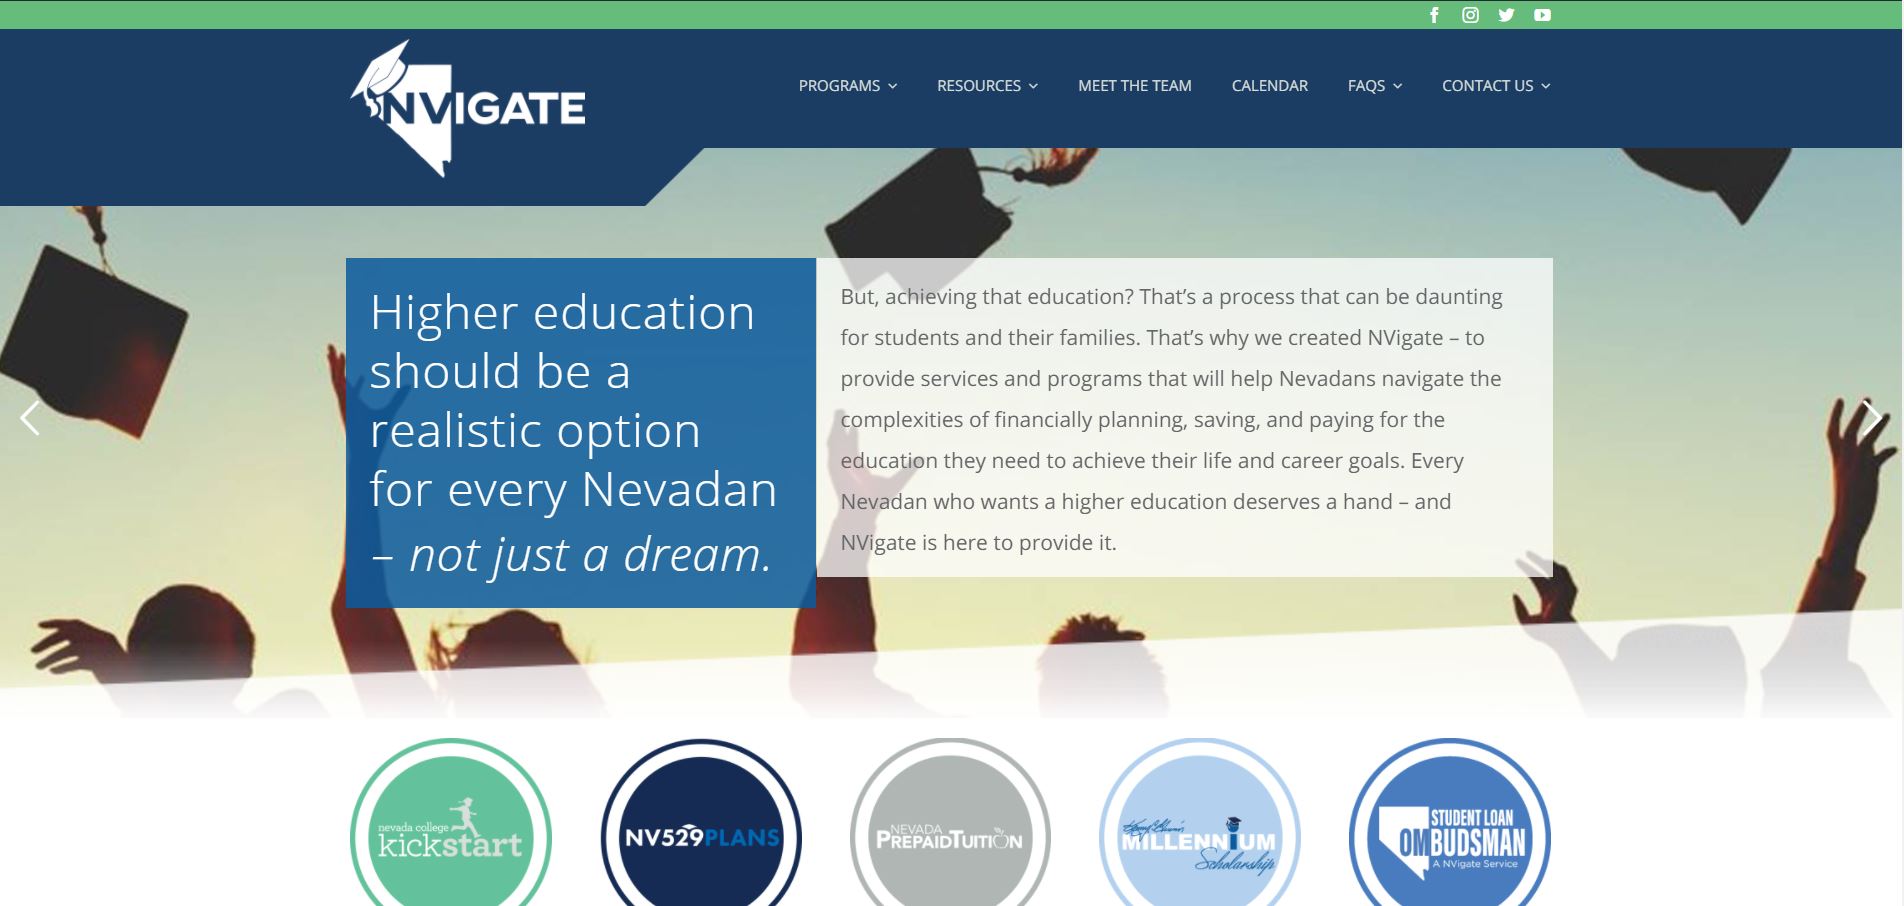 NVIGATE
PROGRAMS
RESOURCES
MEET THE TEAM
CALENDAR
FAQS
CONTACT US
Higher education
should be a
realistic option
for every Nevadan
– not just a dream.
But, achieving that education? That’s a process that can be daunting
for students and their families. That’s why we created NVigate – to
provide services and programs that will help Nevadans navigate the
complexities of financially planning, saving, and paying for the
education they need to achieve their life and career goals. Every
Nevadan who wants a higher education deserves a hand – and
NVigate is here to provide it.
nevada college
kickstart
NV529PLANS
NEVADA
PREPAIDTUITION
MILLENNIUM
Scholarship
STUDENT LOAN
OMBUDSMAN
A NVigate Service